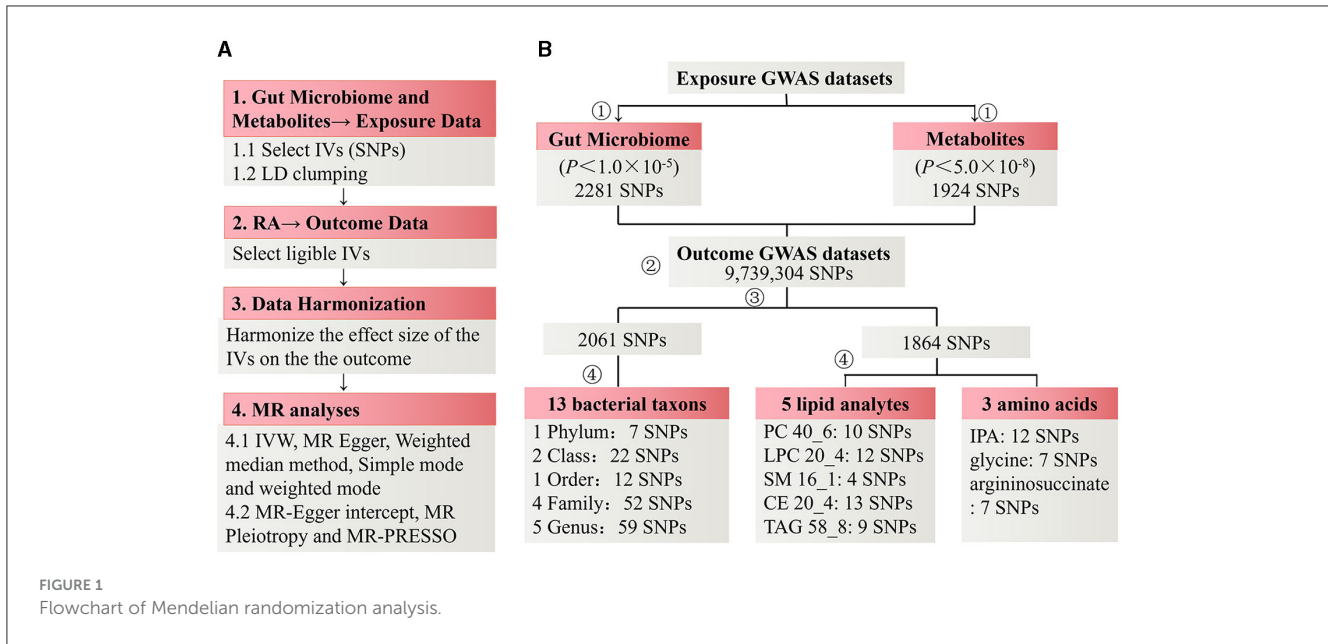 A
1. Gut Microbiome and
Metabolites→ Exposure Data
1.1 Select IVs (SNPs)
1.2 LD clumping
↓
2. RA→ Outcome Data
Select ligible IVs
↓
3. Data Harmonization
Harmonize the effect size of the
IVs on the the outcome
↓
4. MR analyses
4.1 IVW, MR Egger, Weighted
median method, Simple mode
and weighted mode
4.2 MR-Egger intercept, MR
Pleiotropy and MR-PRESSO
B
Exposure GWAS datasets
① ①
Gut Microbiome
(P＜1.0×10-5)
2281 SNPs
Metabolites
(P＜5.0×10-8)
1924 SNPs
②
Outcome GWAS datasets
9,739,304 SNPs
③
2061 SNPs
1864 SNPs
④ ④
13 bacterial taxons
1 Phylum：7 SNPs
2 Class：22 SNPs
1 Order：12 SNPs
4 Family：52 SNPs
5 Genus：59 SNPs
5 lipid analytes
PC 40_6: 10 SNPs
LPC 20_4: 12 SNPs
SM 16_1: 4 SNPs
CE 20_4: 13 SNPs
TAG 58_8: 9 SNPs
3 amino acids
IPA: 12 SNPs
glycine: 7 SNPs
argininosuccinate
: 7 SNPs
FIGURE 1
Flowchart of Mendelian randomization analysis.